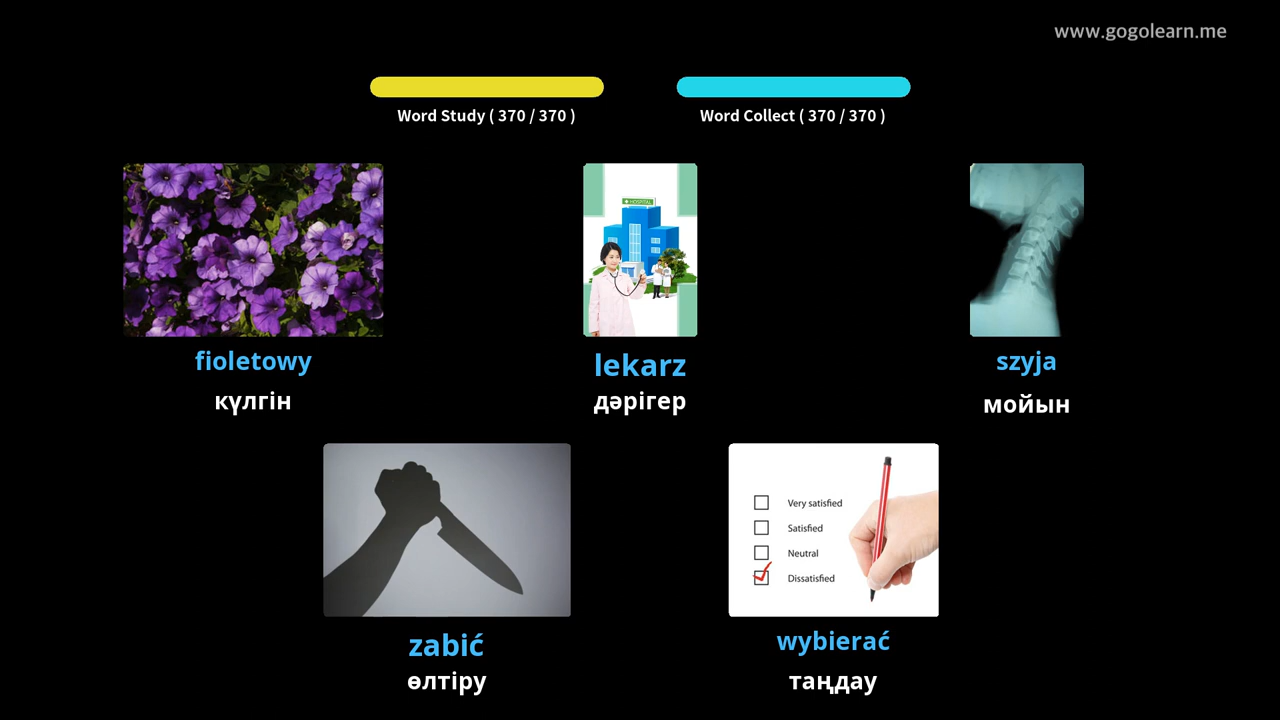 www.gogolearn.me
Word Study ( 370 / 370 )
Word Collect ( 370 / 370 )
HOSPITAL
fioletowy
күлгін
lekarz
дәрігер
szyja
мойын
Very satisfied
Satisfied
Neutral
Dissatisfied
zabić
өлтіру
wybierać
таңдау